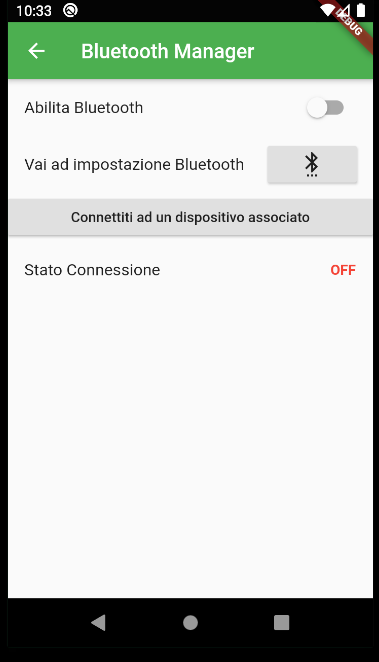 10:33
DEBUG
Bluetooth Manager
Abilita Bluetooth
Vai ad impostazione Bluetooth
Connettiti ad un dispositivo associato
Stato Connessione
OFF